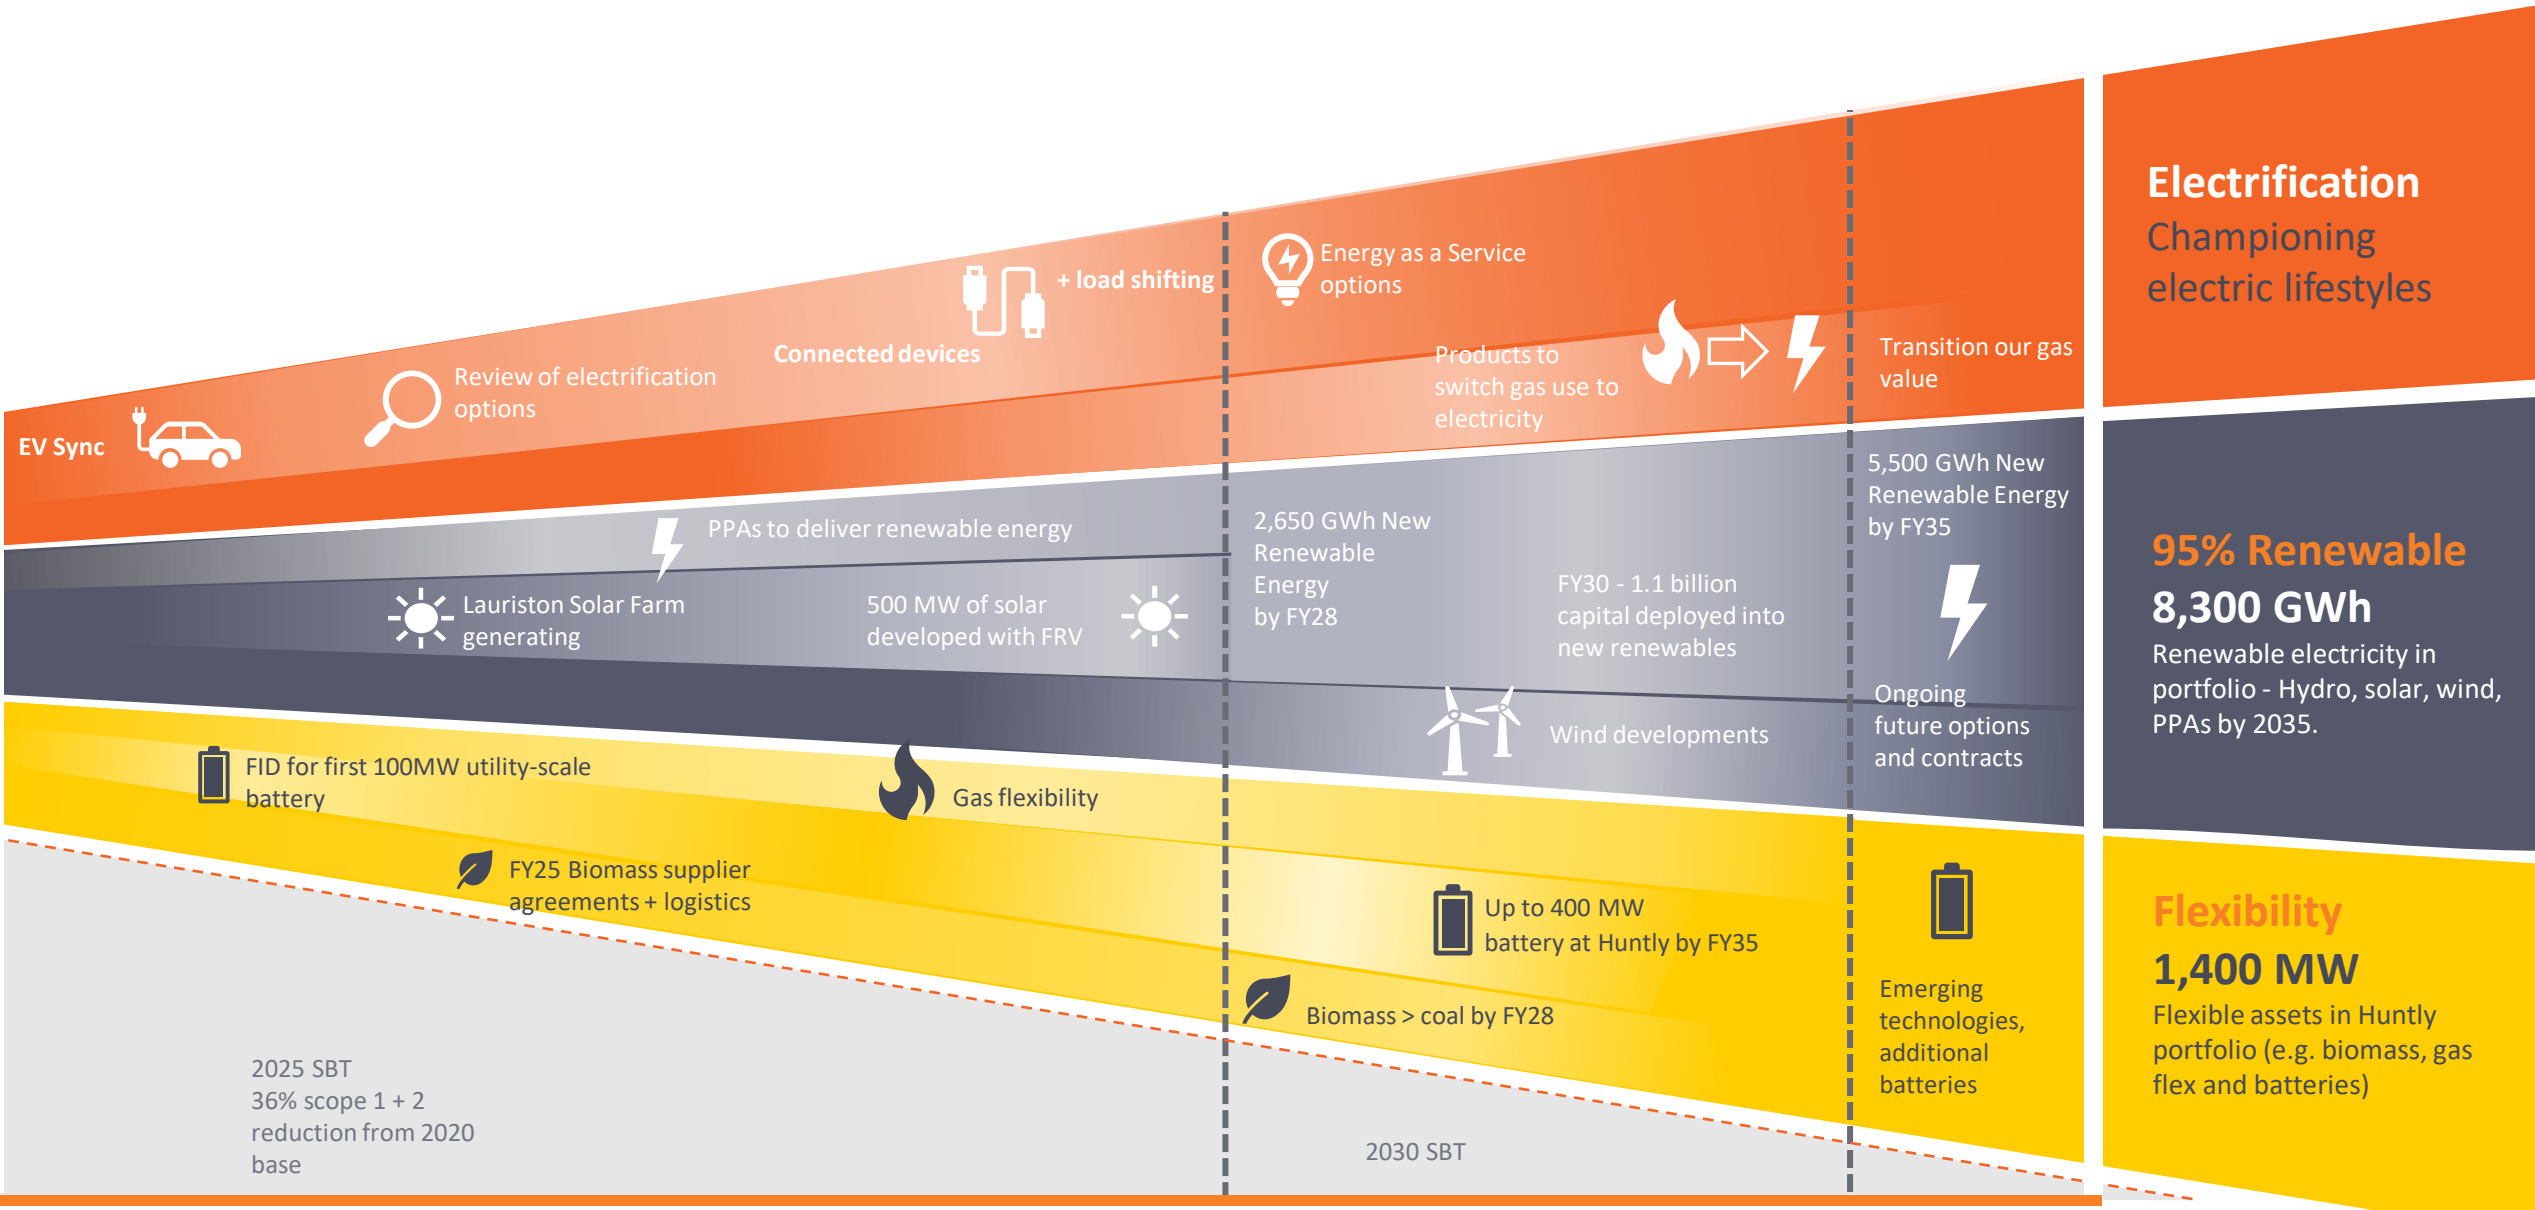 EV Sync
Review of electrification
options
Connected devices
+ load shifting
Energy as a Service
options
Products to
switch gas use to
electricity
Transition our gas
value
Electrification
Championing
electric lifestyles
PPAs to deliver renewable energy
Lauriston Solar Farm
generating
500 MW of solar
developed with FRV
2,650 GWh New
Renewable
Energy
by FY28
FY30 - 1.1 billion
capital deployed into
new renewables
Wind developments
5,500 GWh New
Renewable Energy
by FY35
Ongoing
future options
and contracts
95% Renewable
8,300 GWh
Renewable electricity in
portfolio - Hydro, solar, wind,
PPAs by 2035.
FID for first 100MW utility-scale
battery
Gas flexibility
FY25 Biomass supplier
agreements + logistics
Up to 400 MW
battery at Huntly by FY35
Biomass > coal by FY28
Emerging
technologies,
additional
batteries
Flexibility
1,400 MW
Flexible assets in Huntly
portfolio (e.g. biomass, gas
flex and batteries)
2025 SBT
36% scope 1 + 2
reduction from 2020
base
2030 SBT